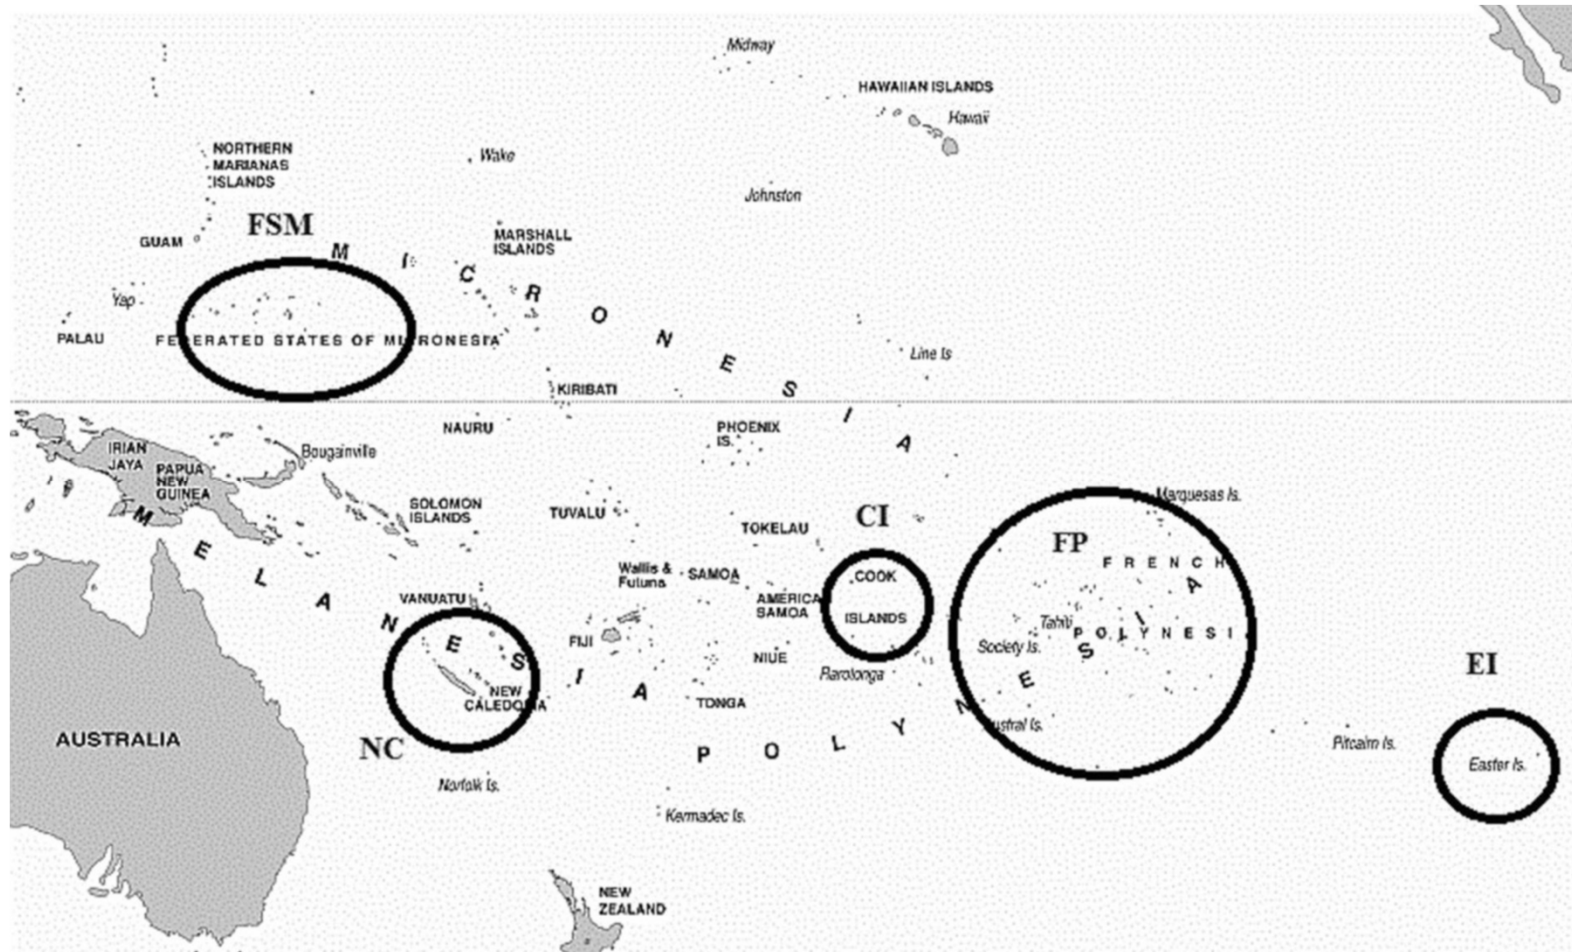 Midway
HAWAIIAN ISLANDS
Hawaii
NORTHERN
MARIANAS
ISLANDS
Wake
Johnston
FSM
GUAM
MARSHALL
ISLANDS
M I C R O N E S I A
Yap
PALAU
FEDERATED STATES OF MICRONESIA
Line Is
KIRIBATI
NAURU
PHOENIX
IS.
IRIAN
JAYA
Bougainville
PAPUA
NEW
GUINEA
SOLOMON
ISLANDS
TUVALU
TOKELAU
CI
Marquesas Is.
FP
M E L A N E S I A
Wallis &
Futuna
SAMOA
COOK
ISLANDS
FRENCH
VANUATU
AMERICA
SAMOA
FIJI
Tahiti
POLYNESI
Society Is.
NIUE
Rarotonga
EI
NEW
CALEDONIA
TONGA
ustral Is.
P O L Y N E S I A
AUSTRALIA
NC
Pitcairn Is.
Easter Is.
Norfolk Is.
Kermadec Is.
NEW
ZEALAND